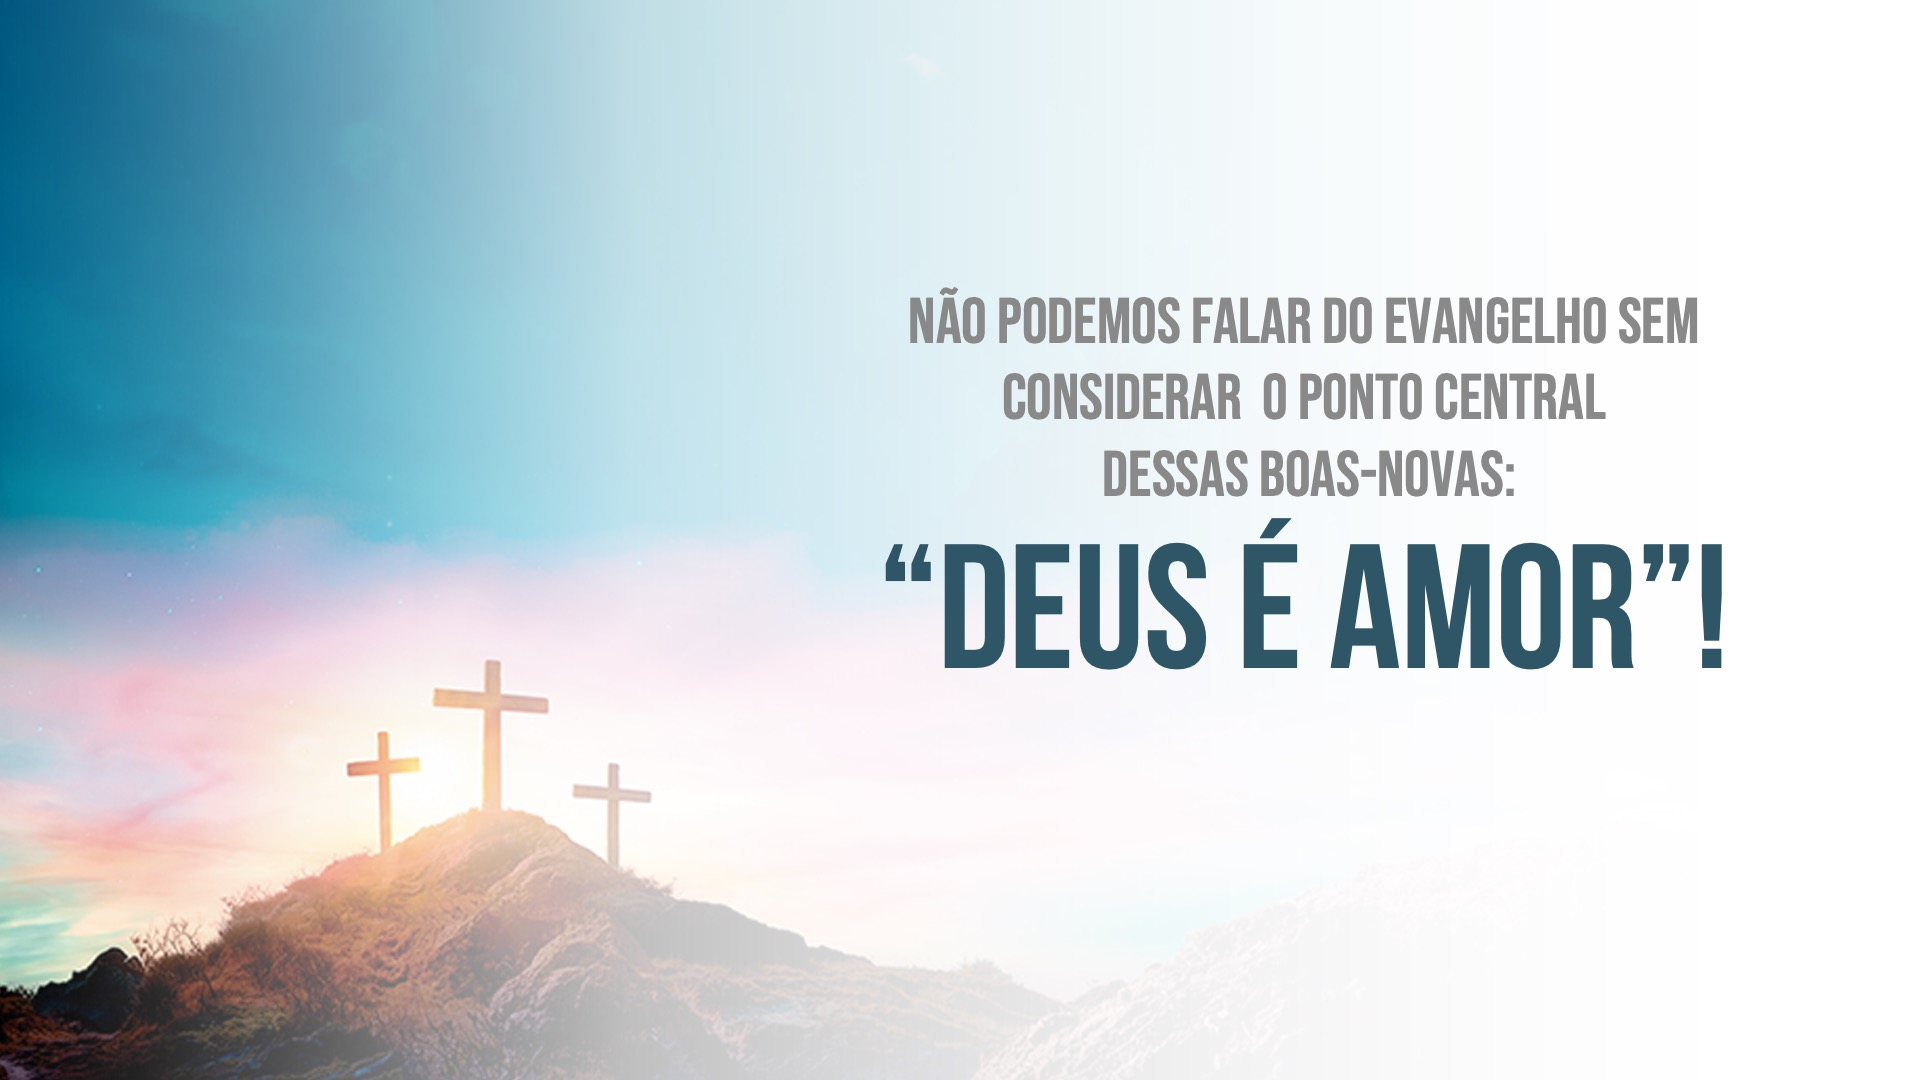 NÃO PODEMOS FALAR DO EVANGELHO SEM
CONSIDERAR  O PONTO CENTRAL
DESSAS BOAS-NOVAS:
“DEUS É AMOR”!